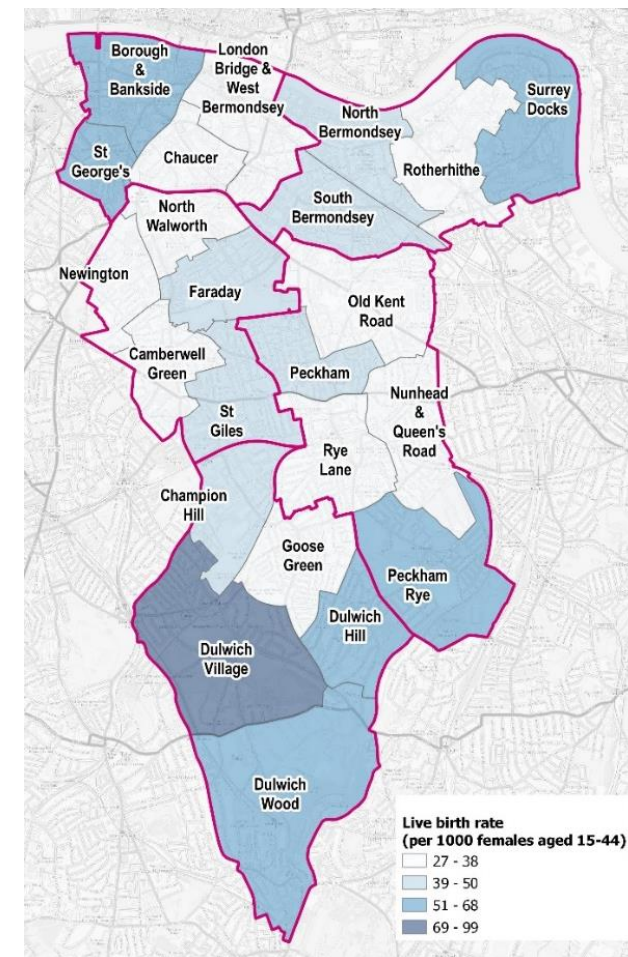 Borough
&
Bankside
London
Bridge &
West
Bermondsey
North
Bermondsey
Surrey
Docks
St
George's
Chaucer
Rotherhithe
South
Bermondsey
North
Walworth
Newington
Faraday
Old Kent
Road
Camberwell
Green
Peckham
Nunhead
&
Queen's
Road
St
Giles
Rye
Lane
Champion
Hill
Goose
Green
Peckham
Rye
Dulwich
Hill
Dulwich
Village
Dulwich
Wood
Live birth rate
(per 1000 females aged 15-44)
27 - 38
39 - 50
51 - 68
69 - 99